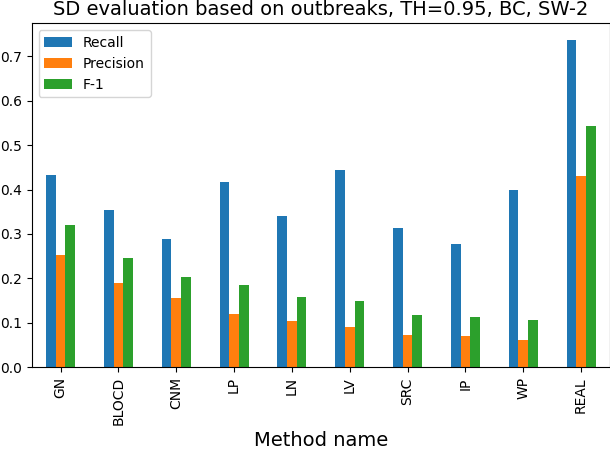 SD evaluation based on outbreaks, TH=0.95, BC, SW-2
Recall
Precision
F-1
0.7
0.6
0.5
0.4
0.3
0.2
0.1
0.0
GN
BLOCD
CNM
LP
LN
LV
SRC
IP
WP
REAL
Method name